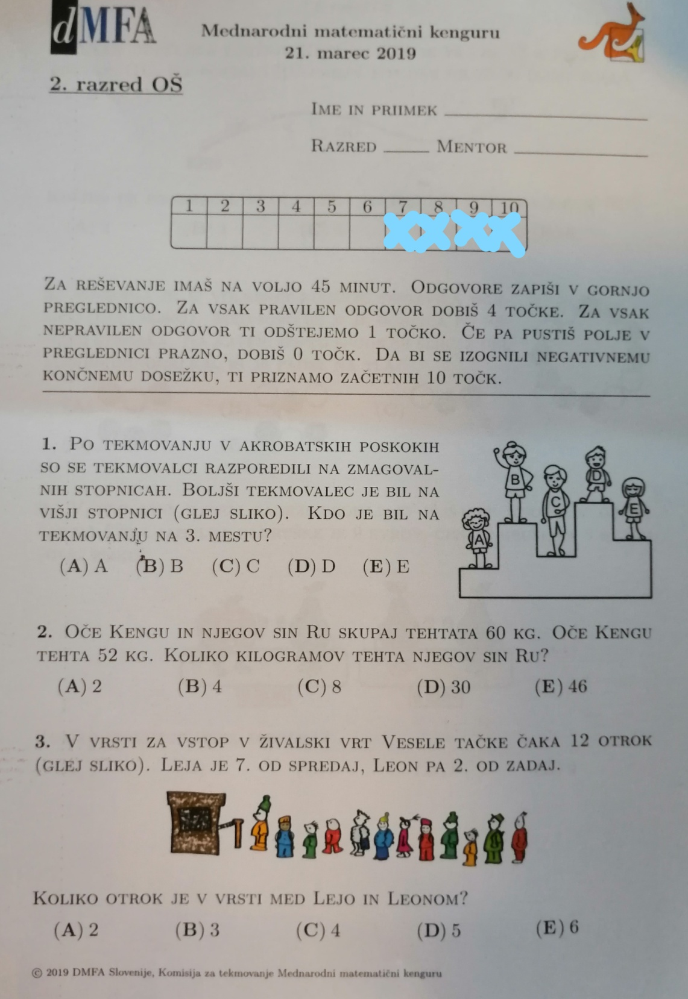 dMFA
Mednarodni matematični kenguru
21. marec 2019
2. razred OŠ
IME IN PRIIMEK
RAZRED MENTOR
1 2 3 4 5 6 7 8 9 10
ZA REŠEVANJE IMAŠ NA VOLJO 45 MINUT. ODGOVORE ZAPIŠI V GORNJO
PREGLEDNICO. ZA VSAK PRAVILEN ODGOVOR DOBIŠ 4 TOČKE. ZA VSAK
NEPRAVILEN ODGOVOR TI ODŠTEJEMO 1 TOČKO. ČE PA PUSTIŠ POLJE V
PREGLEDNICI PRAZNO, DOBIŠ 0 TOČK. DA BI SE IZOGNILI NEGATIVNEMU
KONČNEMU DOSEŽKU, TI PRIZNAMO ZAČETNIH 10 TOČK.
1. PO TEKMOVANJU V AKROBATSKIH POSKOKIH
SO SE TEKMOVALCI RAZPOREDILI NA ZMAGOVAL-
NIH STOPNICAH. BOLJŠI TEKMOVALEC JE BIL NA
VIŠJI STOPNICI (GLEJ SLIKO). KDO JE BIL NA
TEKMOVANJU NA 3. MESTU?
(A) A (B) B (C) C (D) D (E) E
A B C D E
2. OČE KENGU IN NJEGOV SIN RU SKUPAJ TEHTATA 60 KG. OČE KENGU
TEHTA 52 KG. KOLIKO KILOGRAMOV TEHTA NJEGOV SIN RU?
(A) 2 (B) 4 (C) 8 (D) 30 (E) 46
3. V VRSTI ZA VSTOP V ŽIVALSKI VRT VESELE TAČKE ČAKA 12 OTROK
(GLEJ SLIKO). LEJA JE 7. OD SPREDAJ, LEON PA 2. OD ZADAJ.
KOLIKO OTROK JE V VRSTI MED LEJO IN LEONOM?
(A) 2 (B) 3 (C) 4 (D) 5 (E) 6
© 2019 DMFA Slovenije, Komisija za tekmovanje Mednarodni matematični kenguru